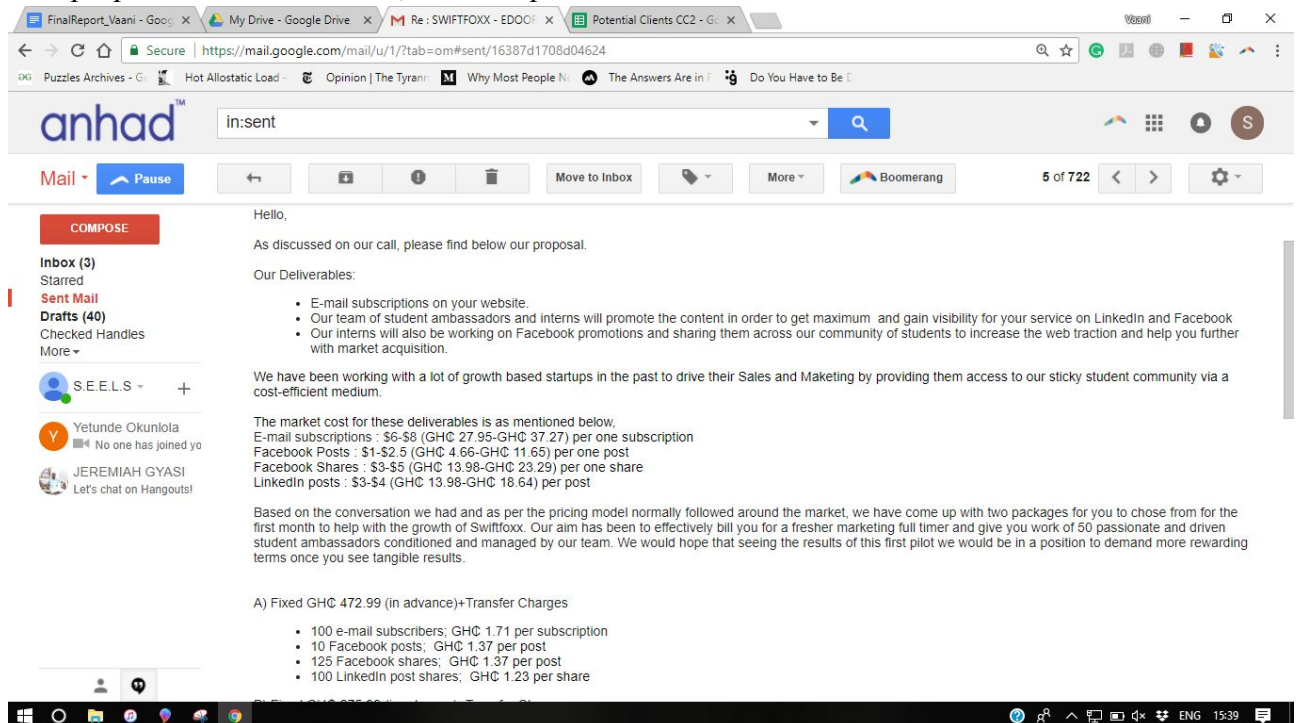 FinalReport_Vaani - Goog
My Drive - Google Drive
Re : SWIFTFOXX - EDOOF
Potential Clients CC2 - Go
Vaani
Secure
https://mail.google.com/mail/u/1/?tab=om#sent/16387d1708d04624
Puzzles Archives - G
Hot Allostatic Load -
Opinion | The Tyrann
Why Most People N
The Answers Are in F
Do You Have to Be D
anhad™
in:sent
S
Mail
Pause
Move to Inbox
More
Boomerang
5 of 722
COMPOSE
Inbox (3)
Starred
Sent Mail
Drafts (40)
Checked Handles
More
S.E.E.L.S
Y
Yetunde Okunlola
No one has joined yo
JEREMIAH GYASI
Let's chat on Hangouts!
Hello,
As discussed on our call, please find below our proposal.
Our Deliverables:
• E-mail subscriptions on your website.
• Our team of student ambassadors and interns will promote the content in order to get maximum and gain visibility for your service on LinkedIn and Facebook
• Our interns will also be working on Facebook promotions and sharing them across our community of students to increase the web traction and help you further
with market acquisition.
We have been working with a lot of growth based startups in the past to drive their Sales and Maketing by providing them access to our sticky student community via a
cost-efficient medium.
The market cost for these deliverables is as mentioned below,
E-mail subscriptions : $6-$8 (GH₵ 27.95-GH₵ 37.27) per one subscription
Facebook Posts : $1-$2.5 (GH₵ 4.66-GH₵ 11.65) per one post
Facebook Shares : $3-$5 (GH₵ 13.98-GH₵ 23.29) per one share
LinkedIn posts : $3-$4 (GH₵ 13.98-GH₵ 18.64) per post
Based on the conversation we had and as per the pricing model normally followed around the market, we have come up with two packages for you to chose from for the
first month to help with the growth of Swiftfoxx. Our aim has been to effectively bill you for a fresher marketing full timer and give you work of 50 passionate and driven
student ambassadors conditioned and managed by our team. We would hope that seeing the results of this first pilot we would be in a position to demand more rewarding
terms once you see tangible results.
A) Fixed GH₵ 472.99 (in advance)+Transfer Charges
• 100 e-mail subscribers; GH₵ 1.71 per subscription
• 10 Facebook posts; GH₵ 1.37 per post
• 125 Facebook shares; GH₵ 1.37 per post
• 100 LinkedIn post shares; GH₵ 1.23 per share
ENG
15:39